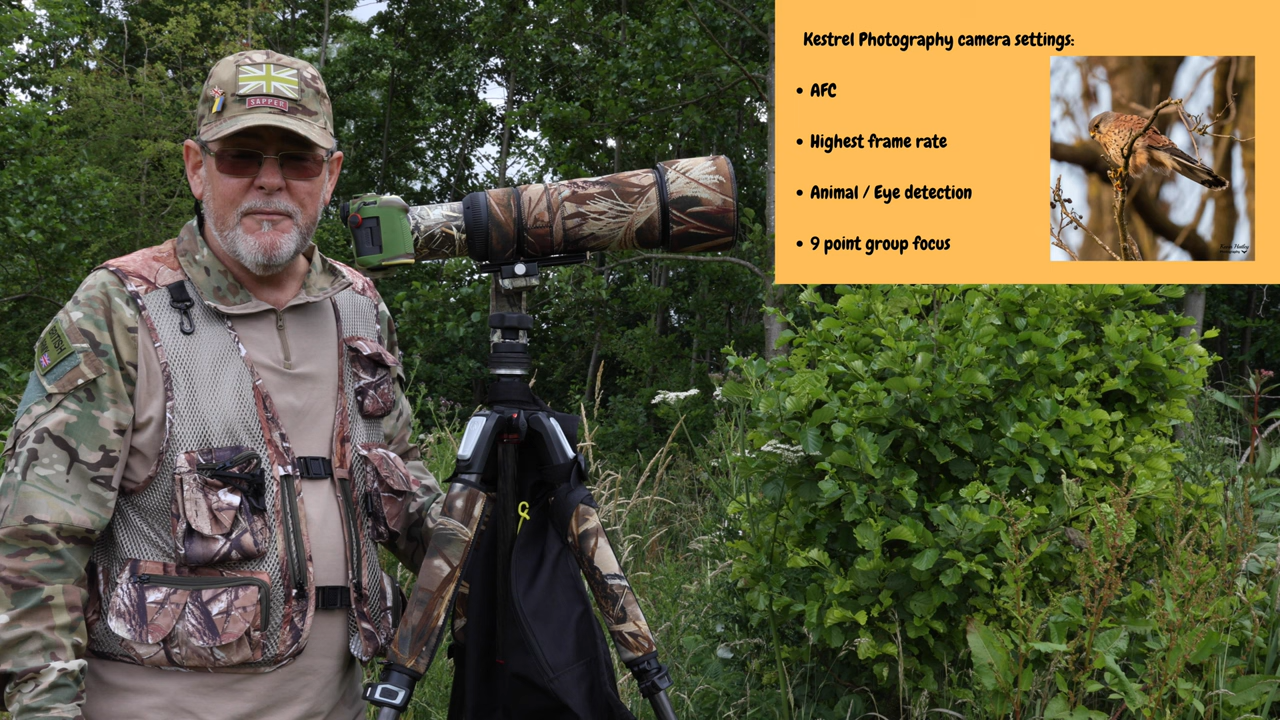 Kestrel Photography camera settings:
• AFC
• Highest frame rate
• Animal / Eye detection
• 9 point group focus
SAPPER